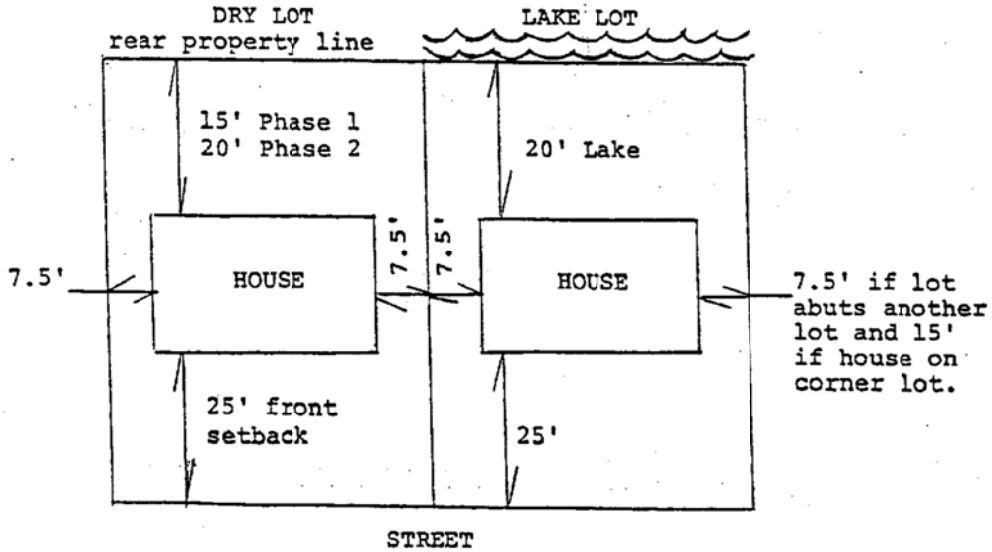 DRY LOT
rear property line
LAKE LOT
15' Phase 1
20' Phase 2
20' Lake
7.5'
HOUSE
7.5'
7.5'
HOUSE
7.5' if lot
abuts another
lot and 15'
if house on
corner lot.
25' front
setback
25'
STREET